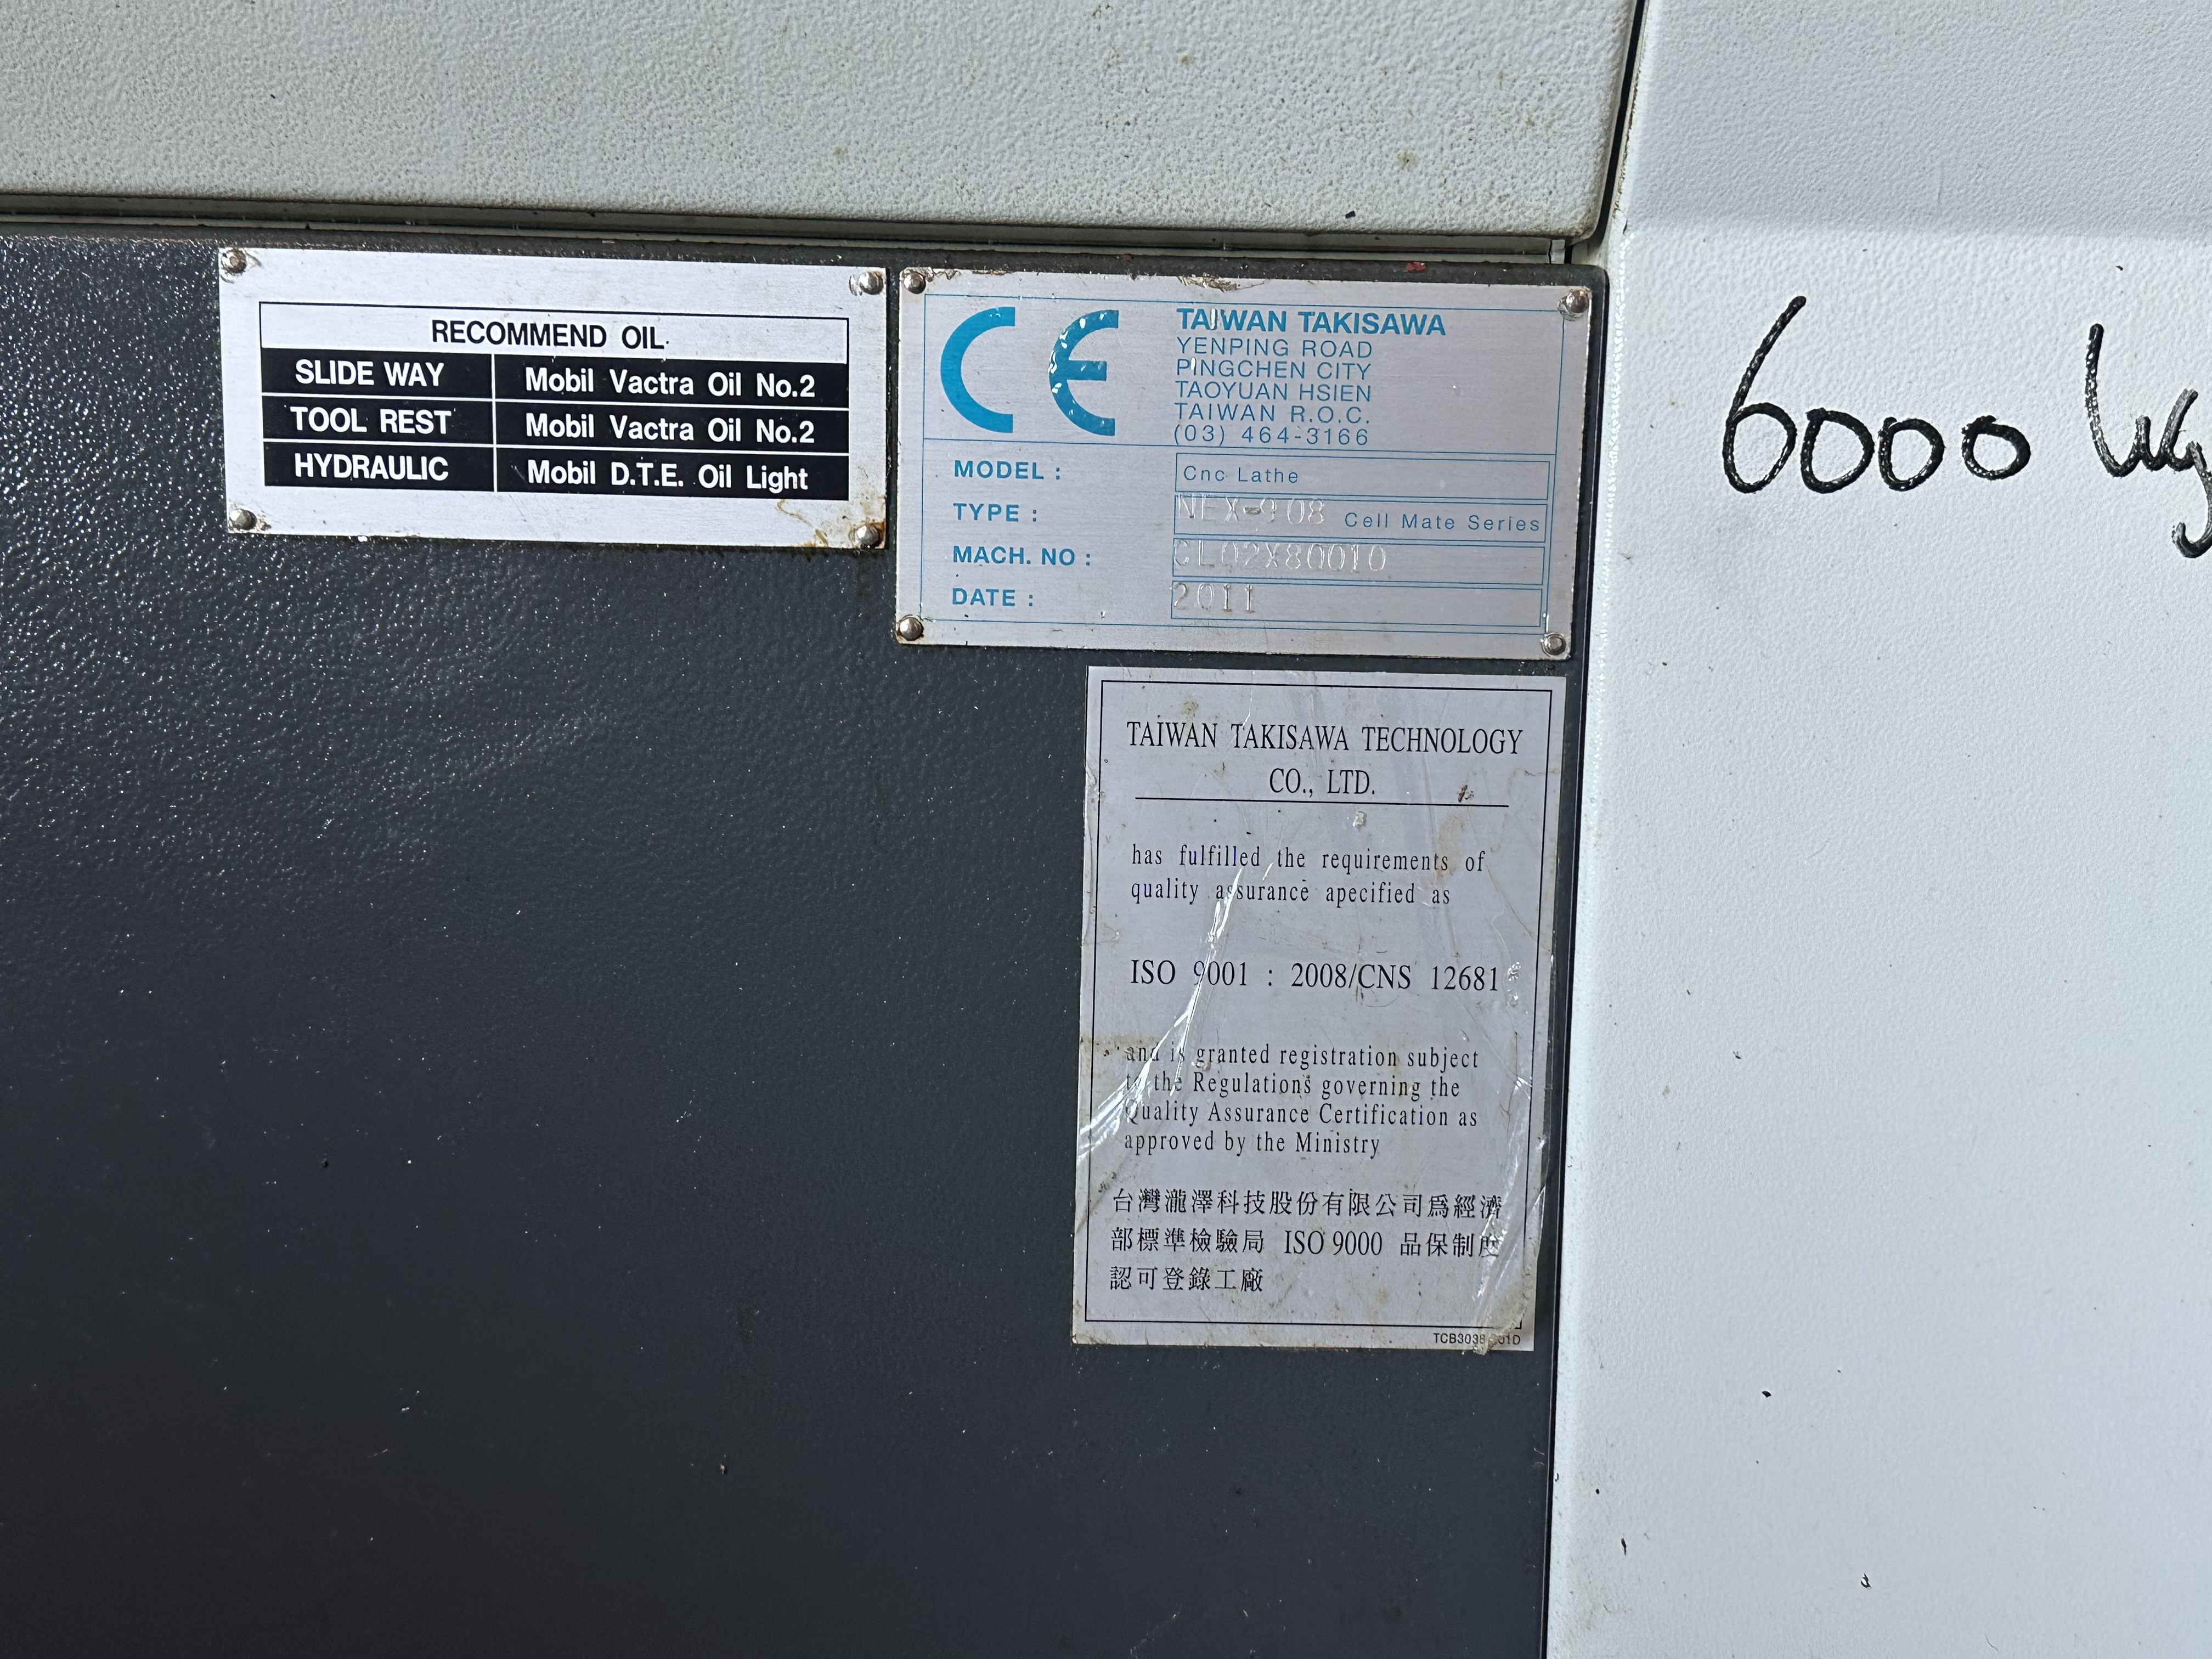 RECOMMEND OIL
SLIDE WAY Mobil Vactra Oil No.2
TOOL REST Mobil Vactra Oil No.2
HYDRAULIC Mobil D.T.E. Oil Light
CE
TAIWAN TAKISAWA
YENPING ROAD
PINGCHEN CITY
TAOYUAN HSIEN
TAIWAN R.O.C.
(03) 464-3166
MODEL : Cnc Lathe
TYPE : NEX-908 Cell Mate Series
MACH. NO : CL02X80010
DATE : 2011
6000 kg
TAIWAN TAKISAWA TECHNOLOGY
CO., LTD.
has fulfilled the requirements of
quality assurance apecified as
ISO 9001 : 2008/CNS 12681
and is granted registration subject
to the Regulations governing the
Quality Assurance Certification as
approved by the Ministry
台灣瀧澤科技股份有限公司爲經濟
部標準檢驗局 ISO 9000 品保制度
認可登錄工廠